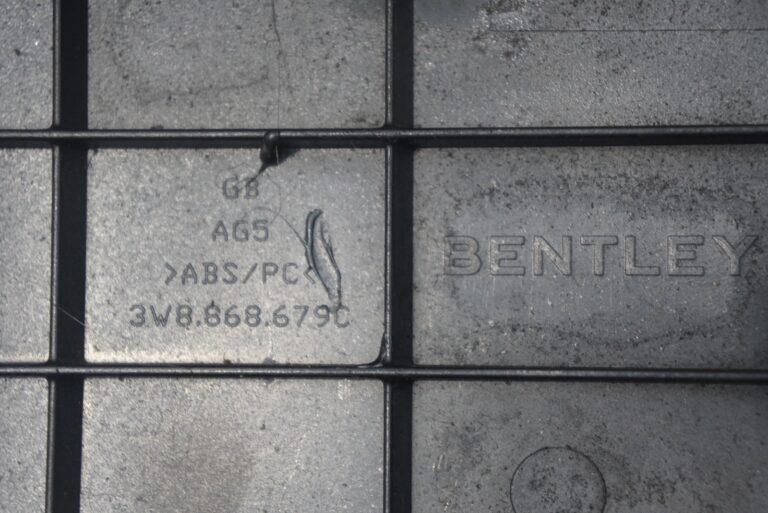 GB
AG5
>ABS/PC<
3W8.868.679C
BENTLEY